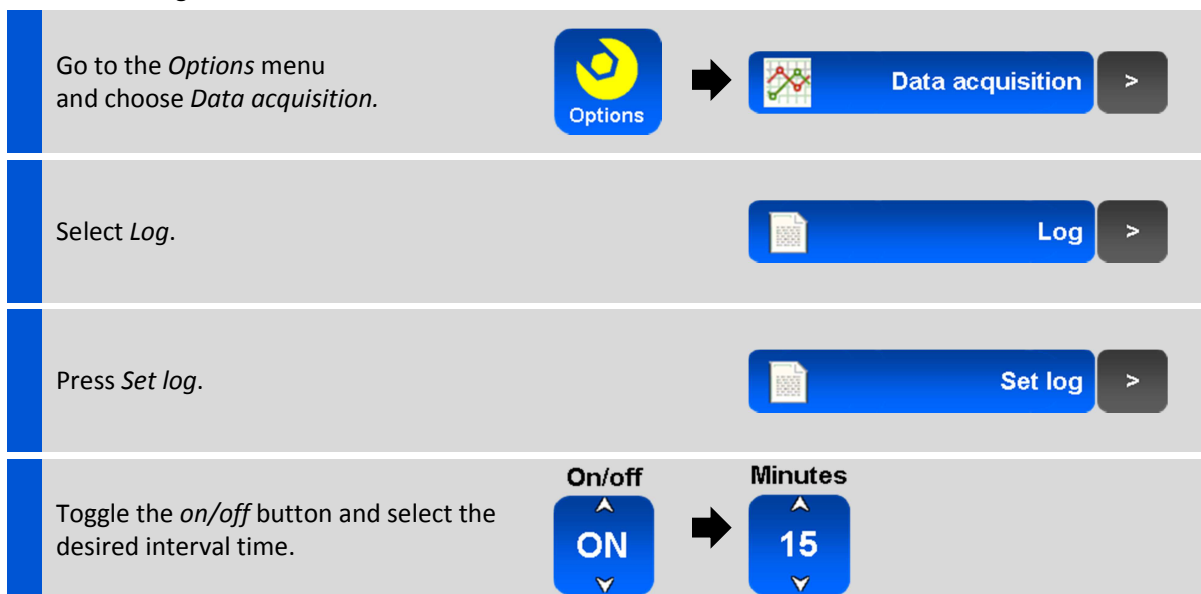 Go to the Options menu
and choose Data acquisition.
Options
Data acquisition >
Select Log.
Log >
Press Set log.
Set log >
Toggle the on/off button and select the
desired interval time.
On/off
ON
Minutes
15